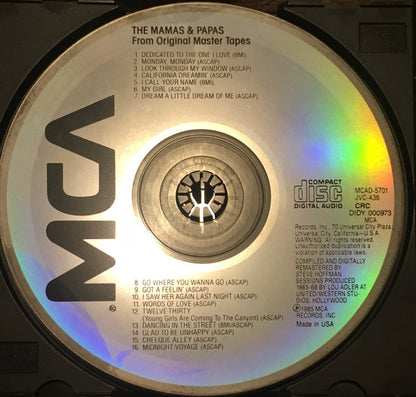 THE MAMAS & PAPAS
From Original Master Tapes
1. DEDICATED TO THE ONE I LOVE (BMI)
2. MONDAY, MONDAY (ASCAP)
3. LOOK THROUGH MY WINDOW (ASCAP)
4. CALIFORNIA DREAMIN' (ASCAP)
5. I CALL YOUR NAME (BMI)
6. MY GIRL (ASCAP)
7. DREAM A LITTLE DREAM OF ME (ASCAP)
MCA
®
COMPACT
disc
DIGITAL AUDIO
MCAD-5701
JVC-436
CRC
DIDY 000973
MCA
Records, Inc., 70 Universal City Plaza,
Universal City, California—U.S.A.
WARNING: All rights reserved.
Unauthorized duplication is a
violation of applicable laws.
COMPILED AND DIGITALLY
REMASTERED BY
STEVE HOFFMAN
SESSIONS PRODUCED
1965-68 BY LOU ADLER AT
UNITED/WESTERN STU-
DIOS, HOLLYWOOD
℗1985 MCA
RECORDS, INC.
Made in USA
8. GO WHERE YOU WANNA GO (ASCAP)
9. GOT A FEELIN' (ASCAP)
10. I SAW HER AGAIN LAST NIGHT (ASCAP)
11. WORDS OF LOVE (ASCAP)
12. TWELVE-THIRTY
(Young Girls Are Coming To The Canyon) (ASCAP)
13. DANCING IN THE STREET (BMI/ASCAP)
14. GLAD TO BE UNHAPPY (ASCAP)
15. CREEQUE ALLEY (ASCAP)
16. MIDNIGHT VOYAGE (ASCAP)